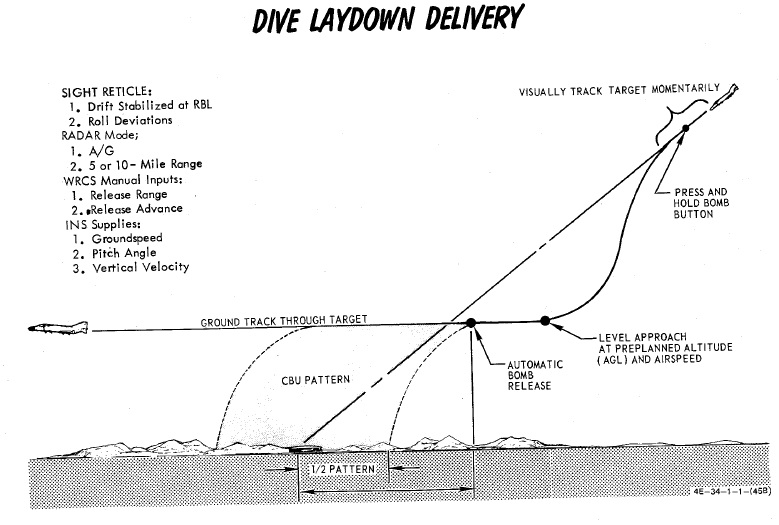 DIVE LAYDOWN DELIVERY
SIGHT RETICLE:
1. Drift Stabilized at RBL
2. Roll Deviations
RADAR Mode;
1. A/G
2. 5 or 10- Mile Range
WRCS Manual Inputs:
1. Release Range
2. Release Advance
INS Supplies:
1. Groundspeed
2. Pitch Angle
3. Vertical Velocity
VISUALLY TRACK TARGET MOMENTARILY
PRESS AND
HOLD BOMB
BUTTON
GROUND TRACK THROUGH TARGET
LEVEL APPROACH
AT PREPLANNED ALTITUDE
(AGL) AND AIRSPEED
AUTOMATIC
BOMB
RELEASE
CBU PATTERN
1/2 PATTERN
4E-34-1-1-(45B)